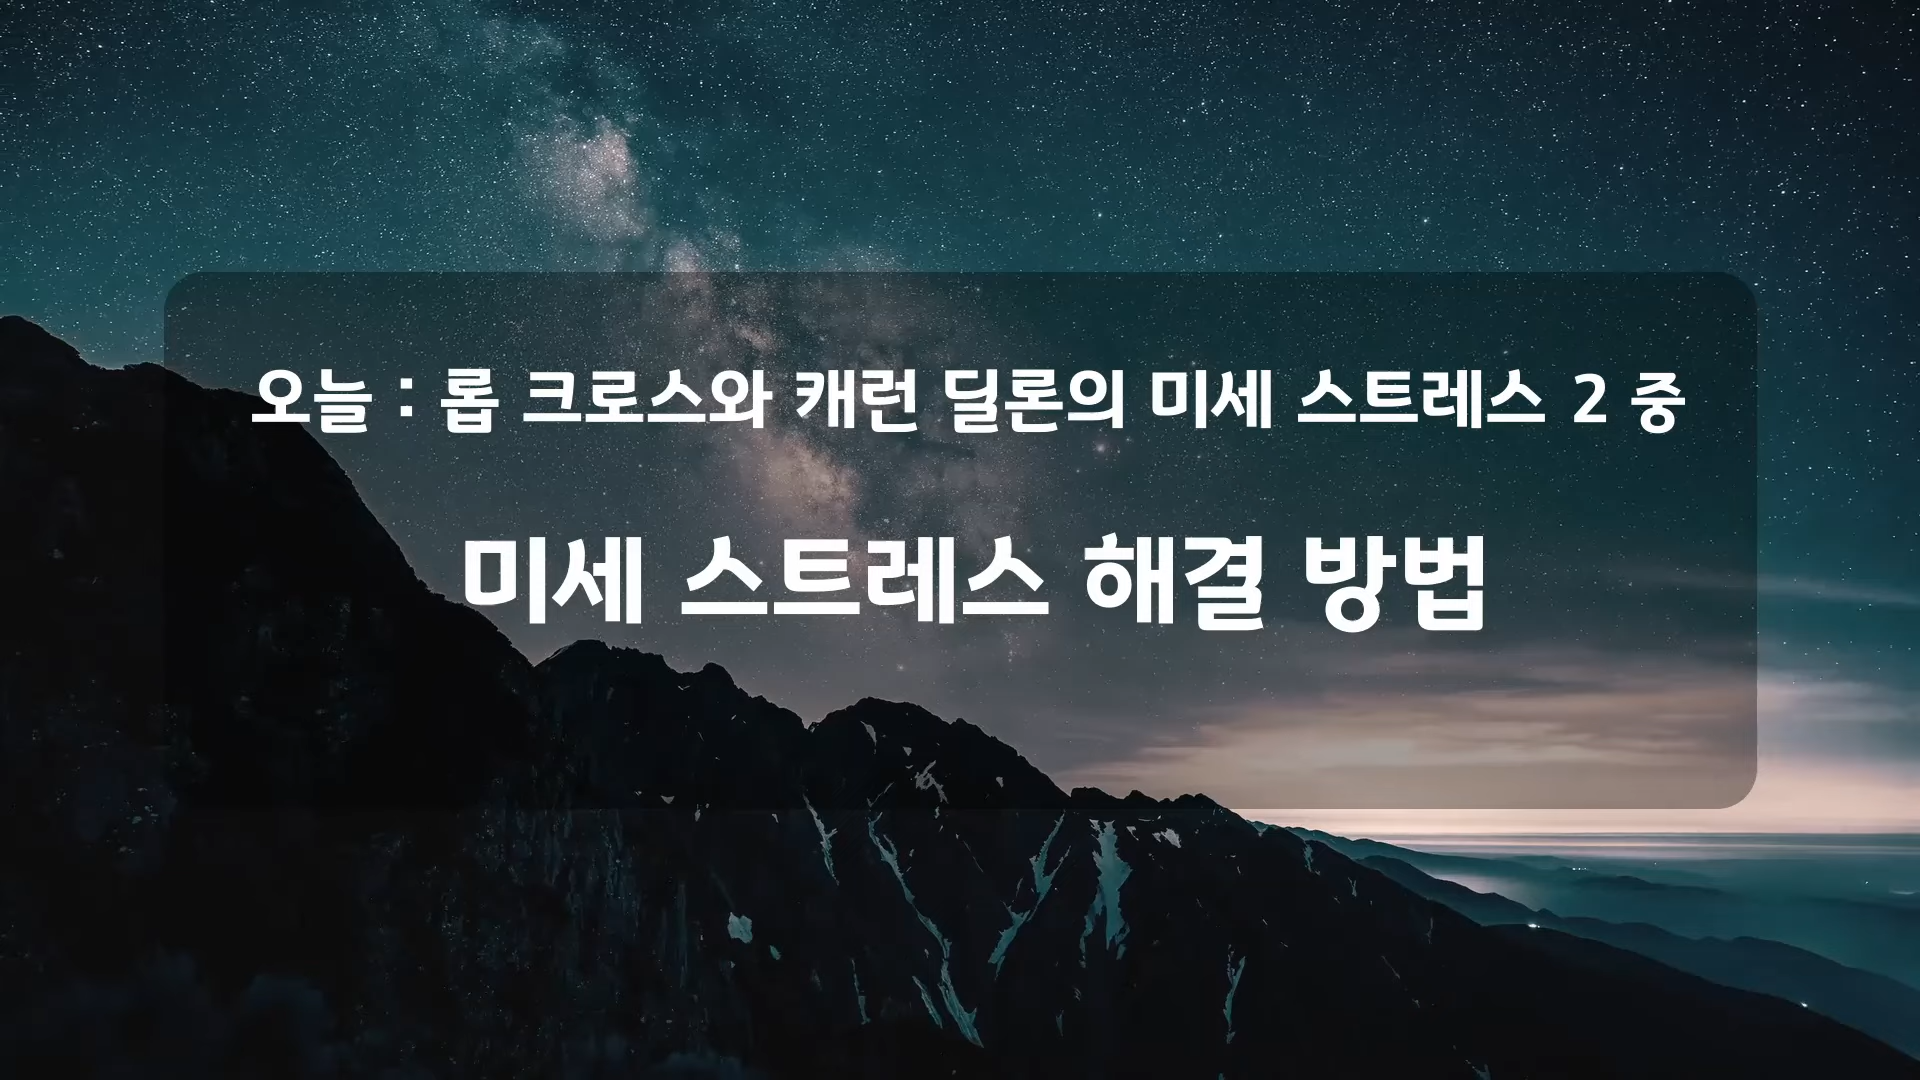 오늘 : 롭 크로스와 캐런 딜론의 미세 스트레스 2 중
미세 스트레스 해결 방법